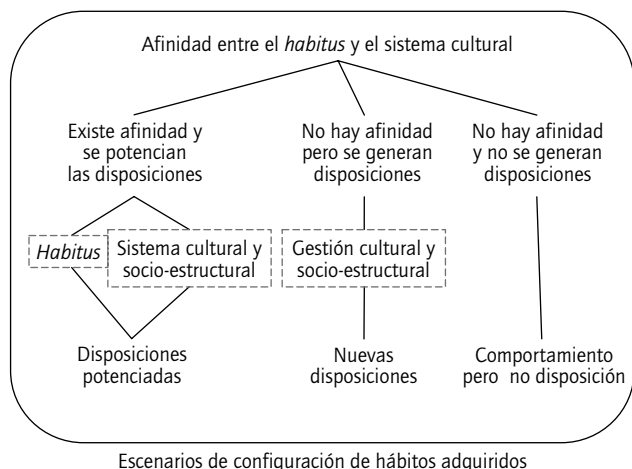 Afinidad entre el habitus y el sistema cultural
Existe afinidad y
se potencian
las disposiciones
No hay afinidad
pero se generan
disposiciones
No hay afinidad
y no se generan
disposiciones
Habitus
Sistema cultural y
socio-estructural
Gestión cultural y
socio-estructural
Disposiciones
potenciadas
Nuevas
disposiciones
Comportamiento
pero no disposición
Escenarios de configuración de hábitos adquiridos